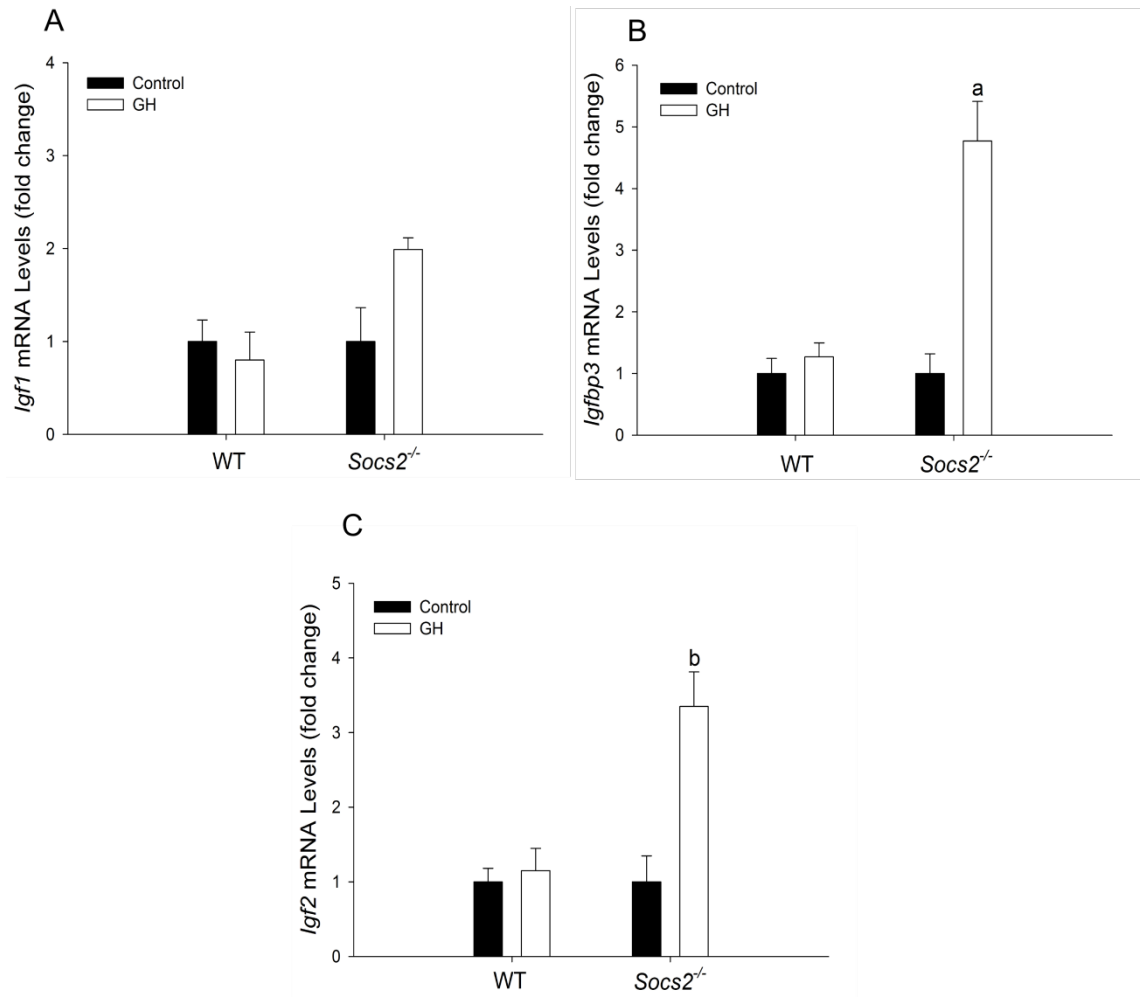 A
Igf1 mRNA Levels (fold change)
4
3
2
1
0
Control
GH
WT
Socs2-/-
B
Igfbp3 mRNA Levels (fold change)
6
5
4
3
2
1
0
Control
GH
a
WT
Socs2-/-
C
Igf2 mRNA Levels (fold change)
5
4
3
2
1
0
Control
GH
b
WT
Socs2-/-